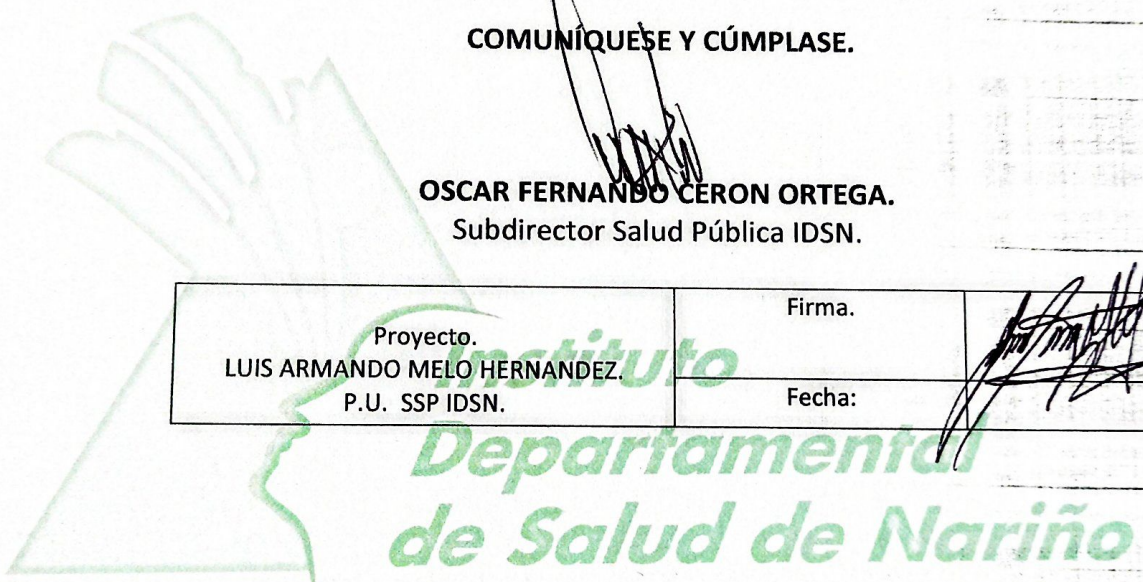 COMUNÍQUESE Y CÚMPLASE.
OSCAR FERNANDO CERON ORTEGA.
Subdirector Salud Pública IDSN.
Proyecto.
LUIS ARMANDO MELO HERNANDEZ.
P.U. SSP IDSN.
Firma.
Fecha:
Instituto
Departamental
de Salud de Nariño